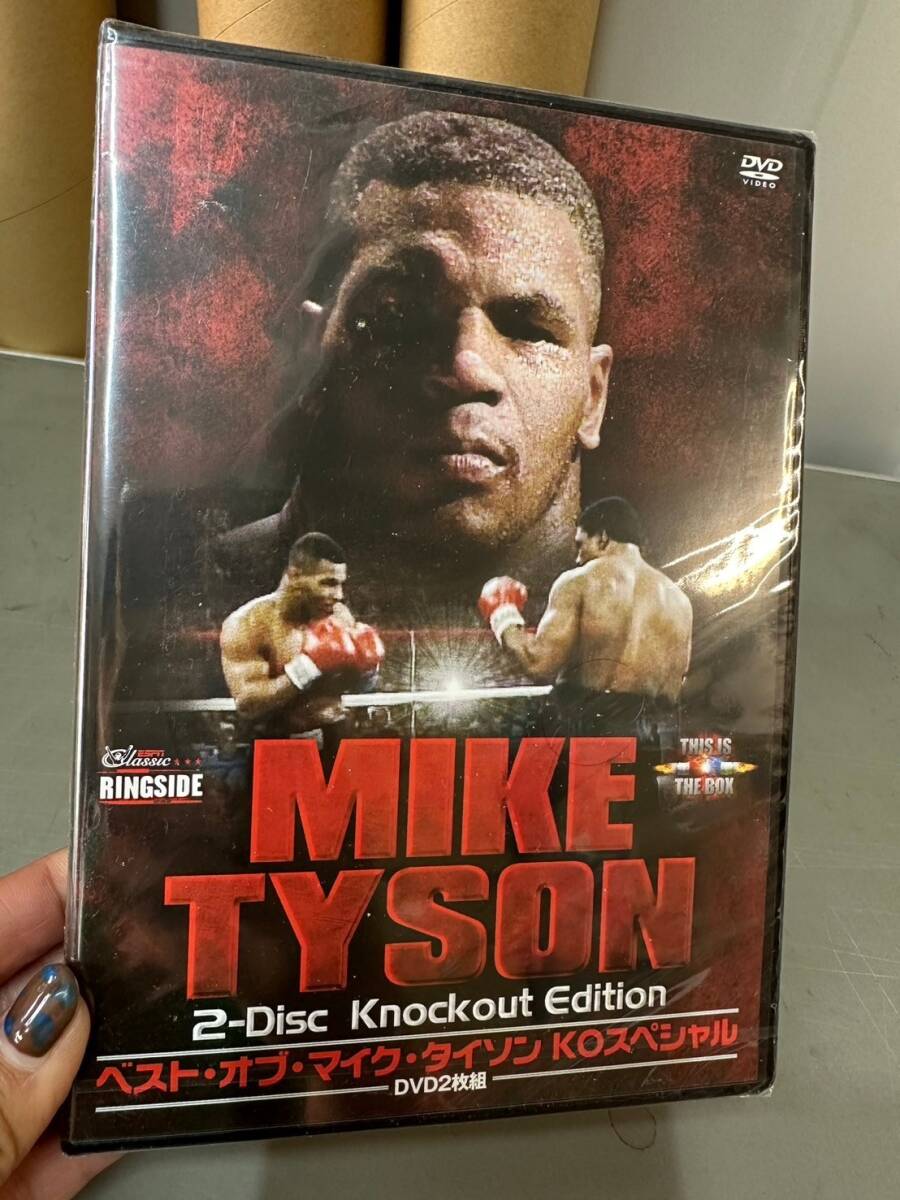 DVD
VIDEO
ESPN
Classic
RINGSIDE
THIS IS
THE BOX
MIKE
TYSON
2-Disc Knockout Edition
ベスト・オブ・マイク・タイソン KOスペシャル
DVD2枚組